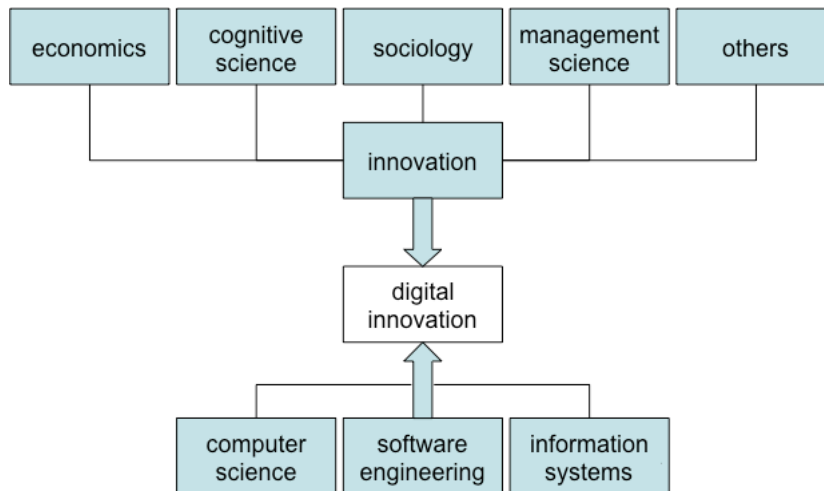 economics
cognitive
science
sociology
management
science
others
innovation
digital
innovation
computer
science
software
engineering
information
systems